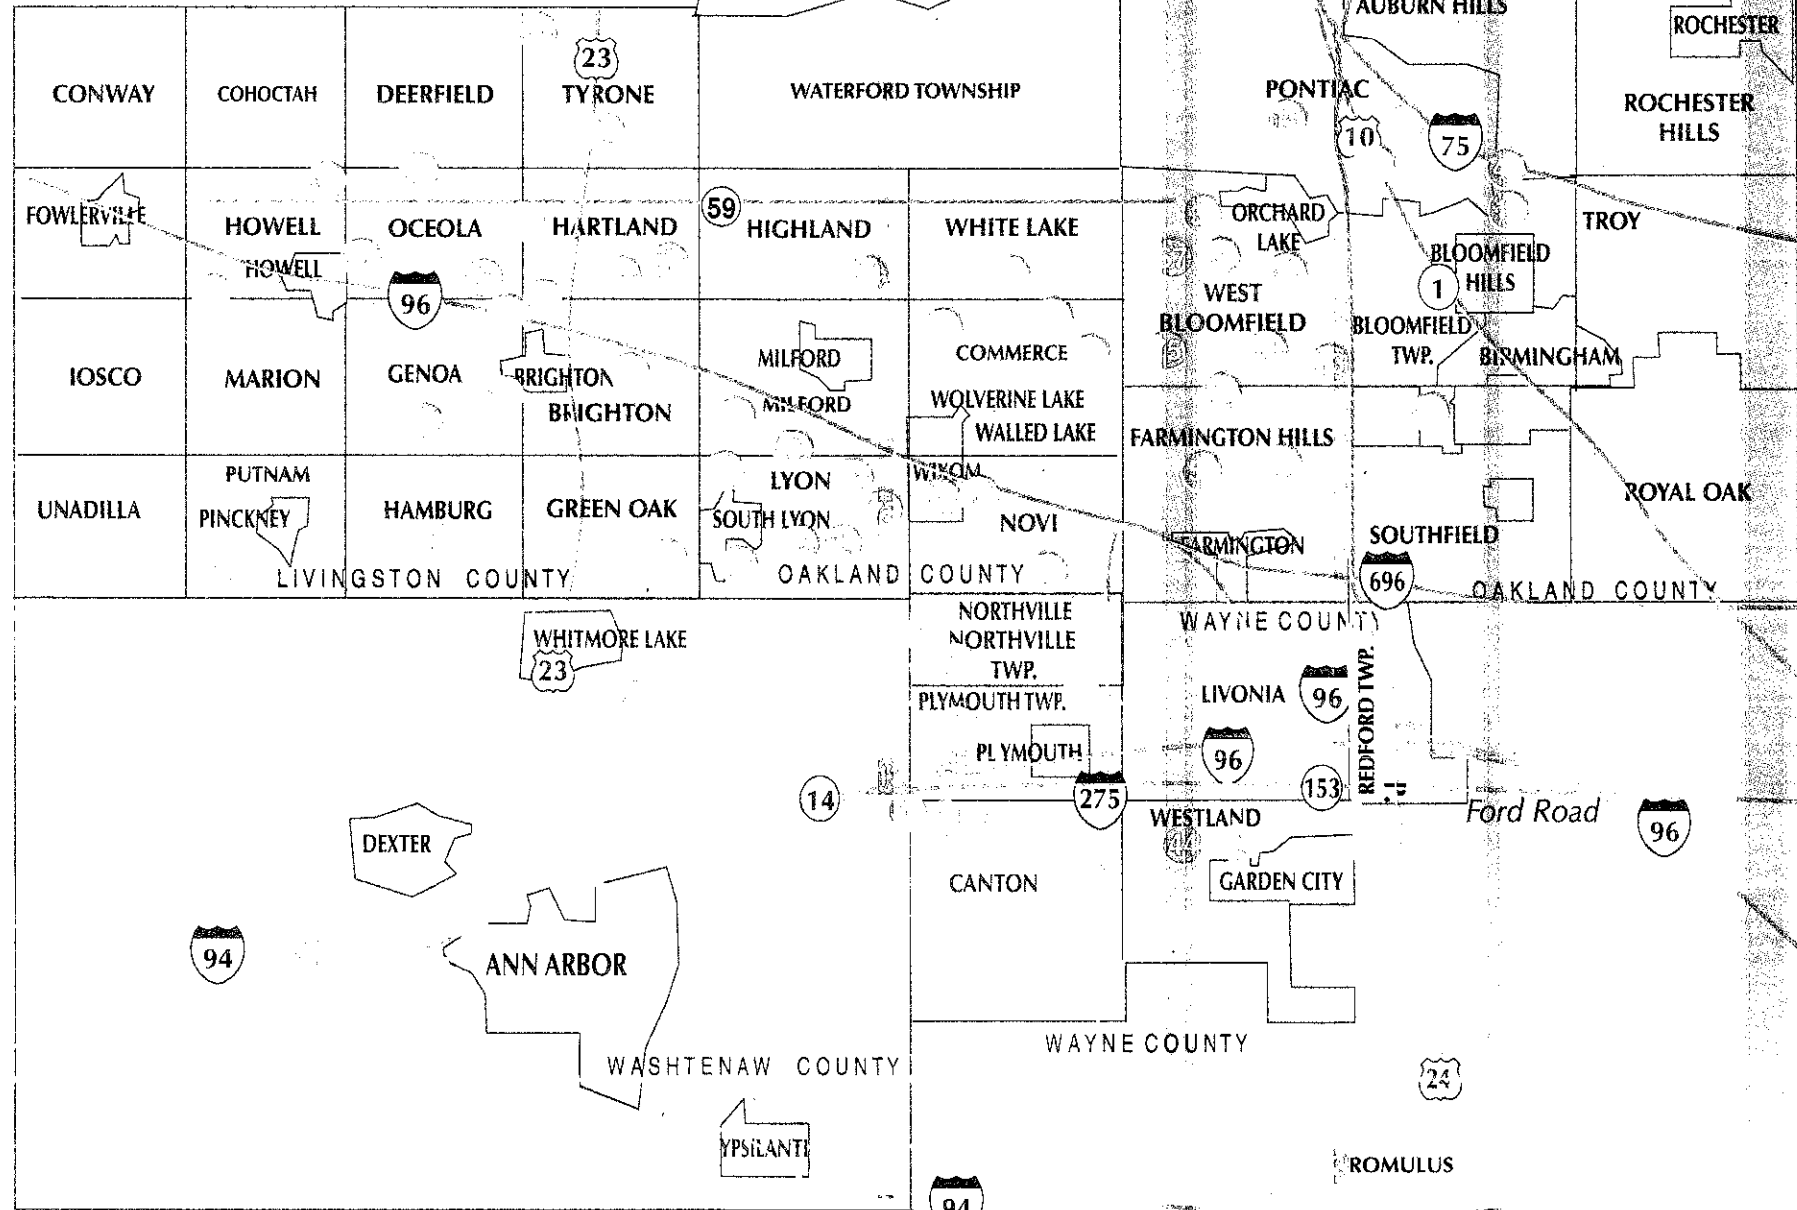 AUBURN HILLS
ROCHESTER
23
CONWAY
COHOCTAH
DEERFIELD
TYRONE
WATERFORD TOWNSHIP
PONTIAC
ROCHESTER
HILLS
10
75
FOWLERVILLE
HOWELL
OCEOLA
HARTLAND
59
HIGHLAND
WHITE LAKE
ORCHARD
LAKE
TROY
HOWELL
BLOOMFIELD
HILLS
96
1
WEST
BLOOMFIELD
BLOOMFIELD
TWP.
BIRMINGHAM
IOSCO
MARION
GENOA
BRIGHTON
BRIGHTON
MILFORD
MILFORD
COMMERCE
WOLVERINE LAKE
WALLED LAKE
FARMINGTON HILLS
PUTNAM
UNADILLA
PINCKNEY
HAMBURG
GREEN OAK
LYON
SOUTH LYON
WIXOM
NOVI
FARMINGTON
SOUTHFIELD
ROYAL OAK
LIVINGSTON COUNTY
OAKLAND COUNTY
696
OAKLAND COUNTY
NORTHVILLE
NORTHVILLE
TWP.
WAYNE COUNTY
WHITMORE LAKE
23
PLYMOUTH TWP.
LIVONIA
96
REDFORD TWP.
PLYMOUTH
96
14
275
153
WESTLAND
Ford Road
96
DEXTER
CANTON
GARDEN CITY
94
ANN ARBOR
WASHTENAW COUNTY
WAYNE COUNTY
24
YPSILANTI
ROMULUS
94